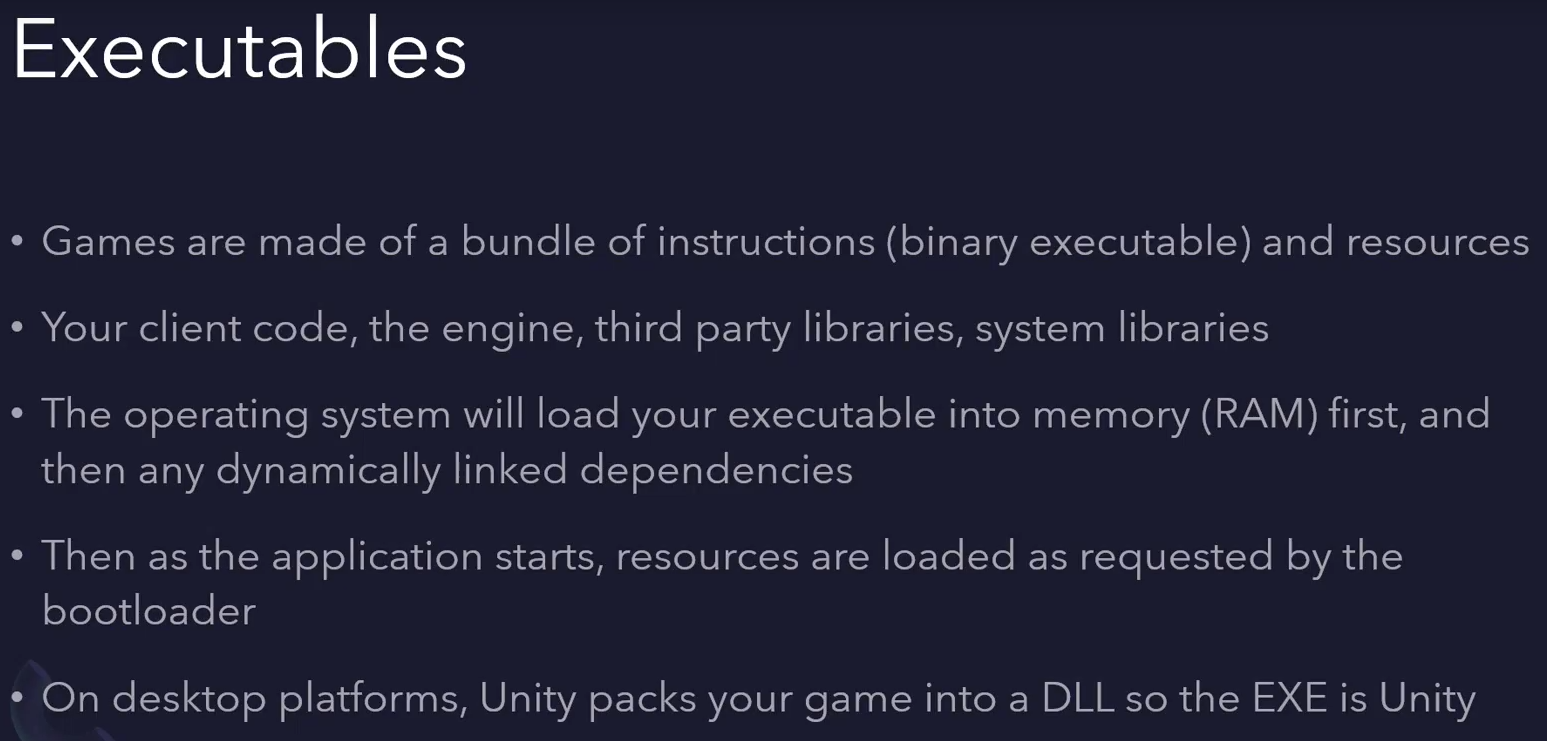 Executables
• Games are made of a bundle of instructions (binary executable) and resources
• Your client code, the engine, third party libraries, system libraries
• The operating system will load your executable into memory (RAM) first, and
then any dynamically linked dependencies
• Then as the application starts, resources are loaded as requested by the
bootloader
• On desktop platforms, Unity packs your game into a DLL so the EXE is Unity